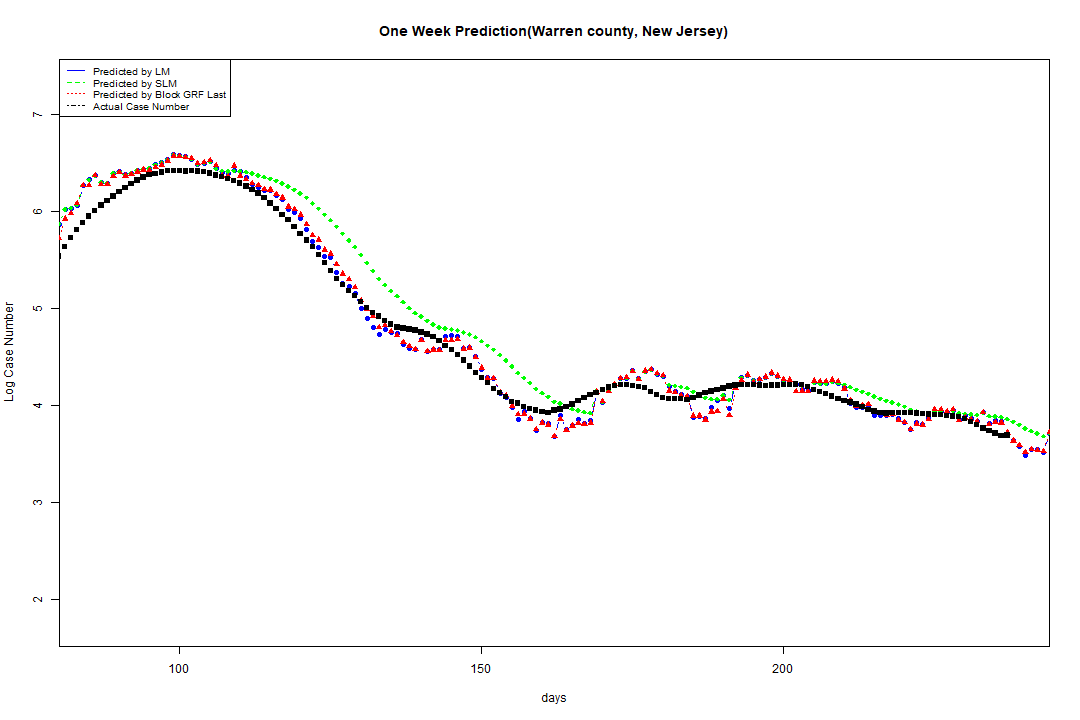 One Week Prediction(Warren county, New Jersey)
Predicted by LM
Predicted by SLM
Predicted by Block GRF Last
Actual Case Number
7
6
5
4
3
2
Log Case Number
100 150 200
days